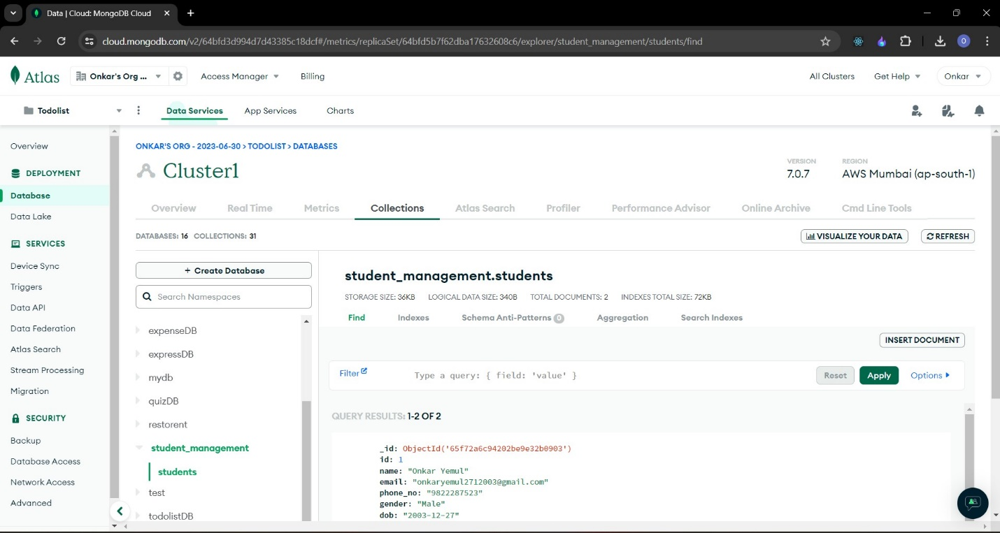 Data | Cloud: MongoDB Cloud
cloud.mongodb.com/v2/64bfd3d994d7d43385c18dcf#/metrics/replicaSet/64bfd5b7f62dba17632608c6/explorer/student_management/students/find
O
Atlas
Onkar's Org ...
Access Manager
Billing
All Clusters
Get Help
Onkar
Todolist
Data Services
App Services
Charts
Overview
DEPLOYMENT
Database
Data Lake
SERVICES
Device Sync
Triggers
Data API
Data Federation
Atlas Search
Stream Processing
Migration
SECURITY
Backup
Database Access
Network Access
Advanced
ONKAR'S ORG - 2023-06-30 > TODOLIST > DATABASES
Cluster1
VERSION
7.0.7
REGION
AWS Mumbai (ap-south-1)
Overview
Real Time
Metrics
Collections
Atlas Search
Profiler
Performance Advisor
Online Archive
Cmd Line Tools
DATABASES: 16 COLLECTIONS: 31
VISUALIZE YOUR DATA
REFRESH
+ Create Database
Search Namespaces
expenseDB
expressDB
mydb
quizDB
restorent
student_management
students
test
todolistDB
student_management.students
STORAGE SIZE: 36KB LOGICAL DATA SIZE: 340B TOTAL DOCUMENTS: 2 INDEXES TOTAL SIZE: 72KB
Find
Indexes
Schema Anti-Patterns 0
Aggregation
Search Indexes
INSERT DOCUMENT
Filter
Type a query: { field: 'value' }
Reset
Apply
Options
QUERY RESULTS: 1-2 OF 2
_id: ObjectId('65f72a6c94202be9e32b0903')
id: 1
name: "Onkar Yemul"
email: "onkaryemul2712003@gmail.com"
phone_no: "9822287523"
gender: "Male"
dob: "2003-12-27"